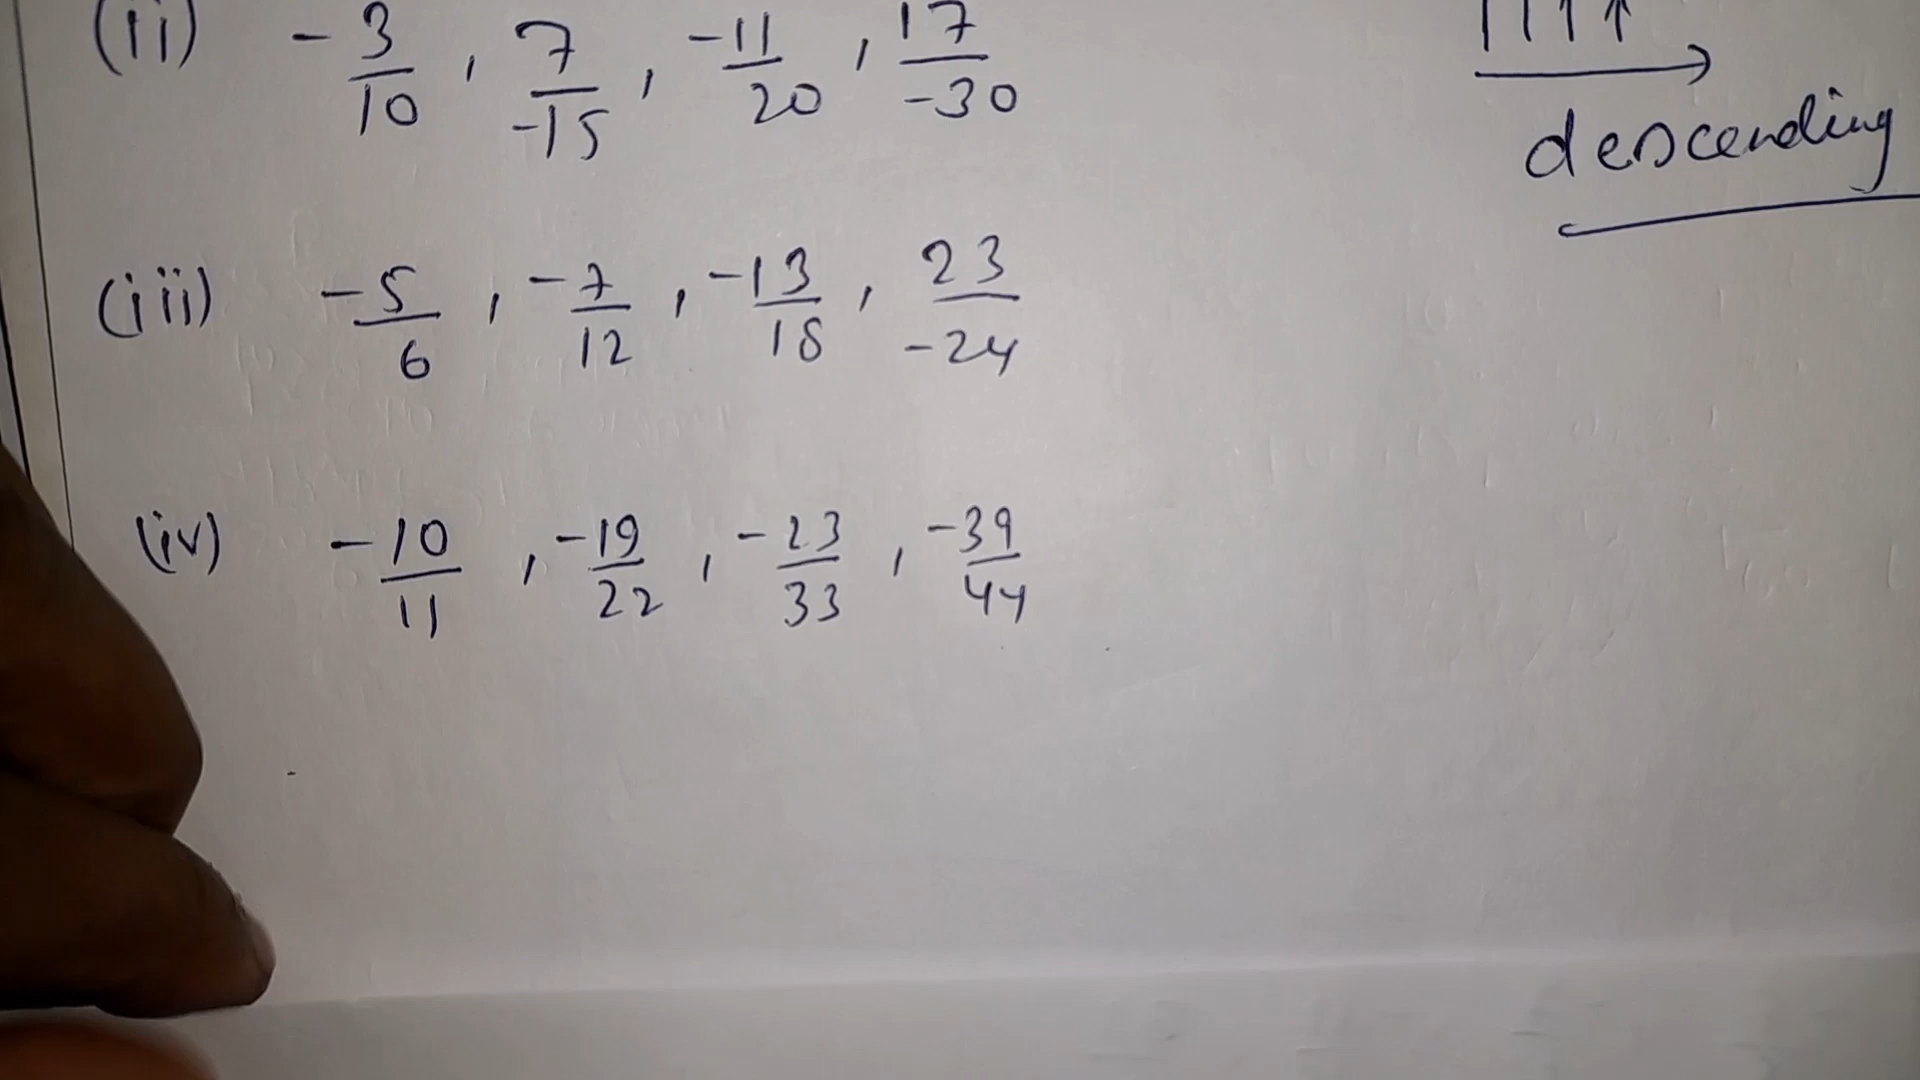 (ii) -3/10 , 7/-15 , -11/20 , 17/-30
descending
(iii) -5/6 , -7/12 , -13/18 , 23/-24
(iv) -10/11 , -19/22 , -23/33 , -39/44